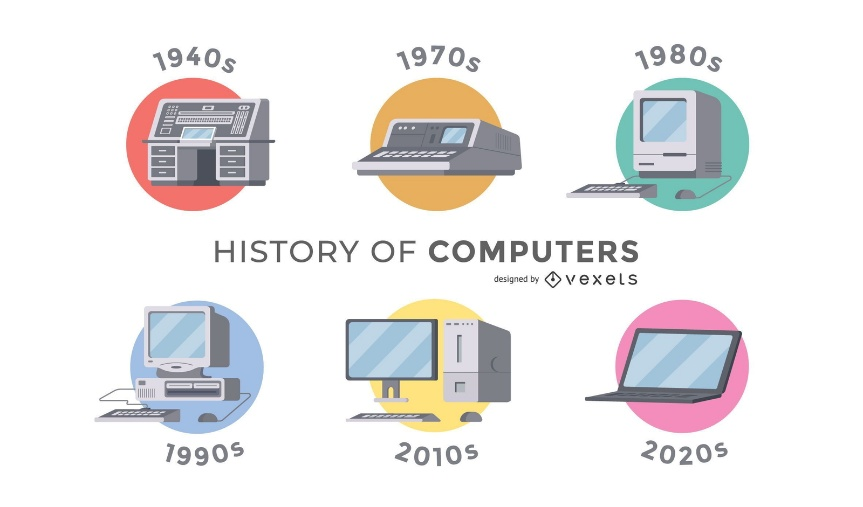 1940s
1970s
1980s
HISTORY OF COMPUTERS
designed by vexels
1990s
2010s
2020s